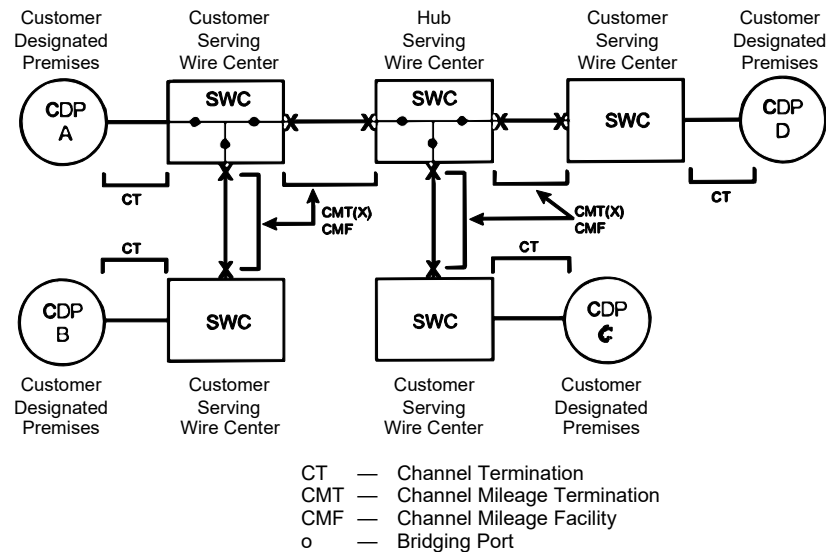 Customer
Designated
Premises
Customer
Serving
Wire Center
Hub
Serving
Wire Center
Customer
Serving
Wire Center
Customer
Designated
Premises
CDP
A
SWC
SWC
SWC
CDP
D
CT
CMT(X)
CMF
CMT(X)
CMF
CT
CT
CT
CDP
B
SWC
SWC
CDP
C
Customer
Designated
Premises
Customer
Serving
Wire Center
Customer
Serving
Wire Center
Customer
Designated
Premises
CT — Channel Termination
CMT — Channel Mileage Termination
CMF — Channel Mileage Facility
o — Bridging Port